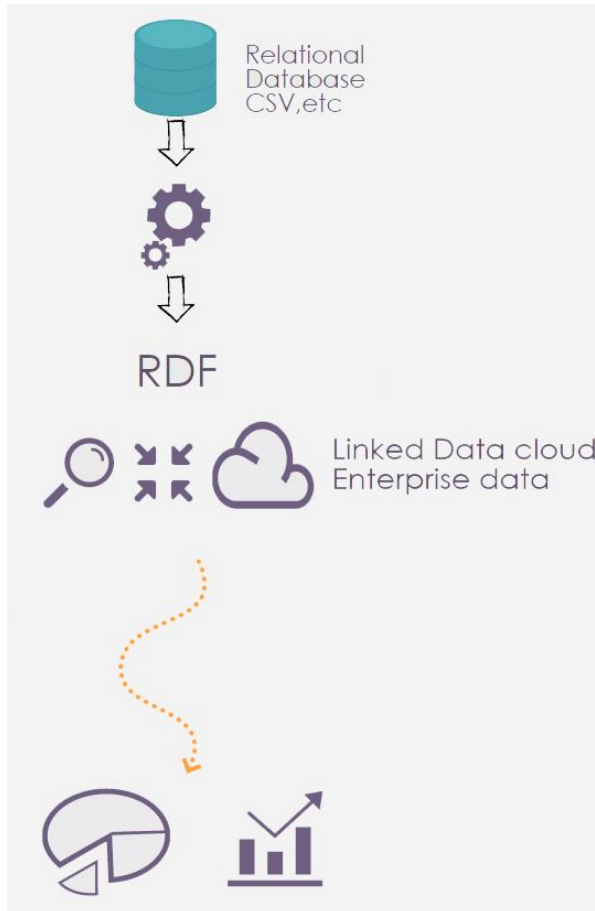 Relational
Database
CSV,etc
RDF
Linked Data cloud
Enterprise data